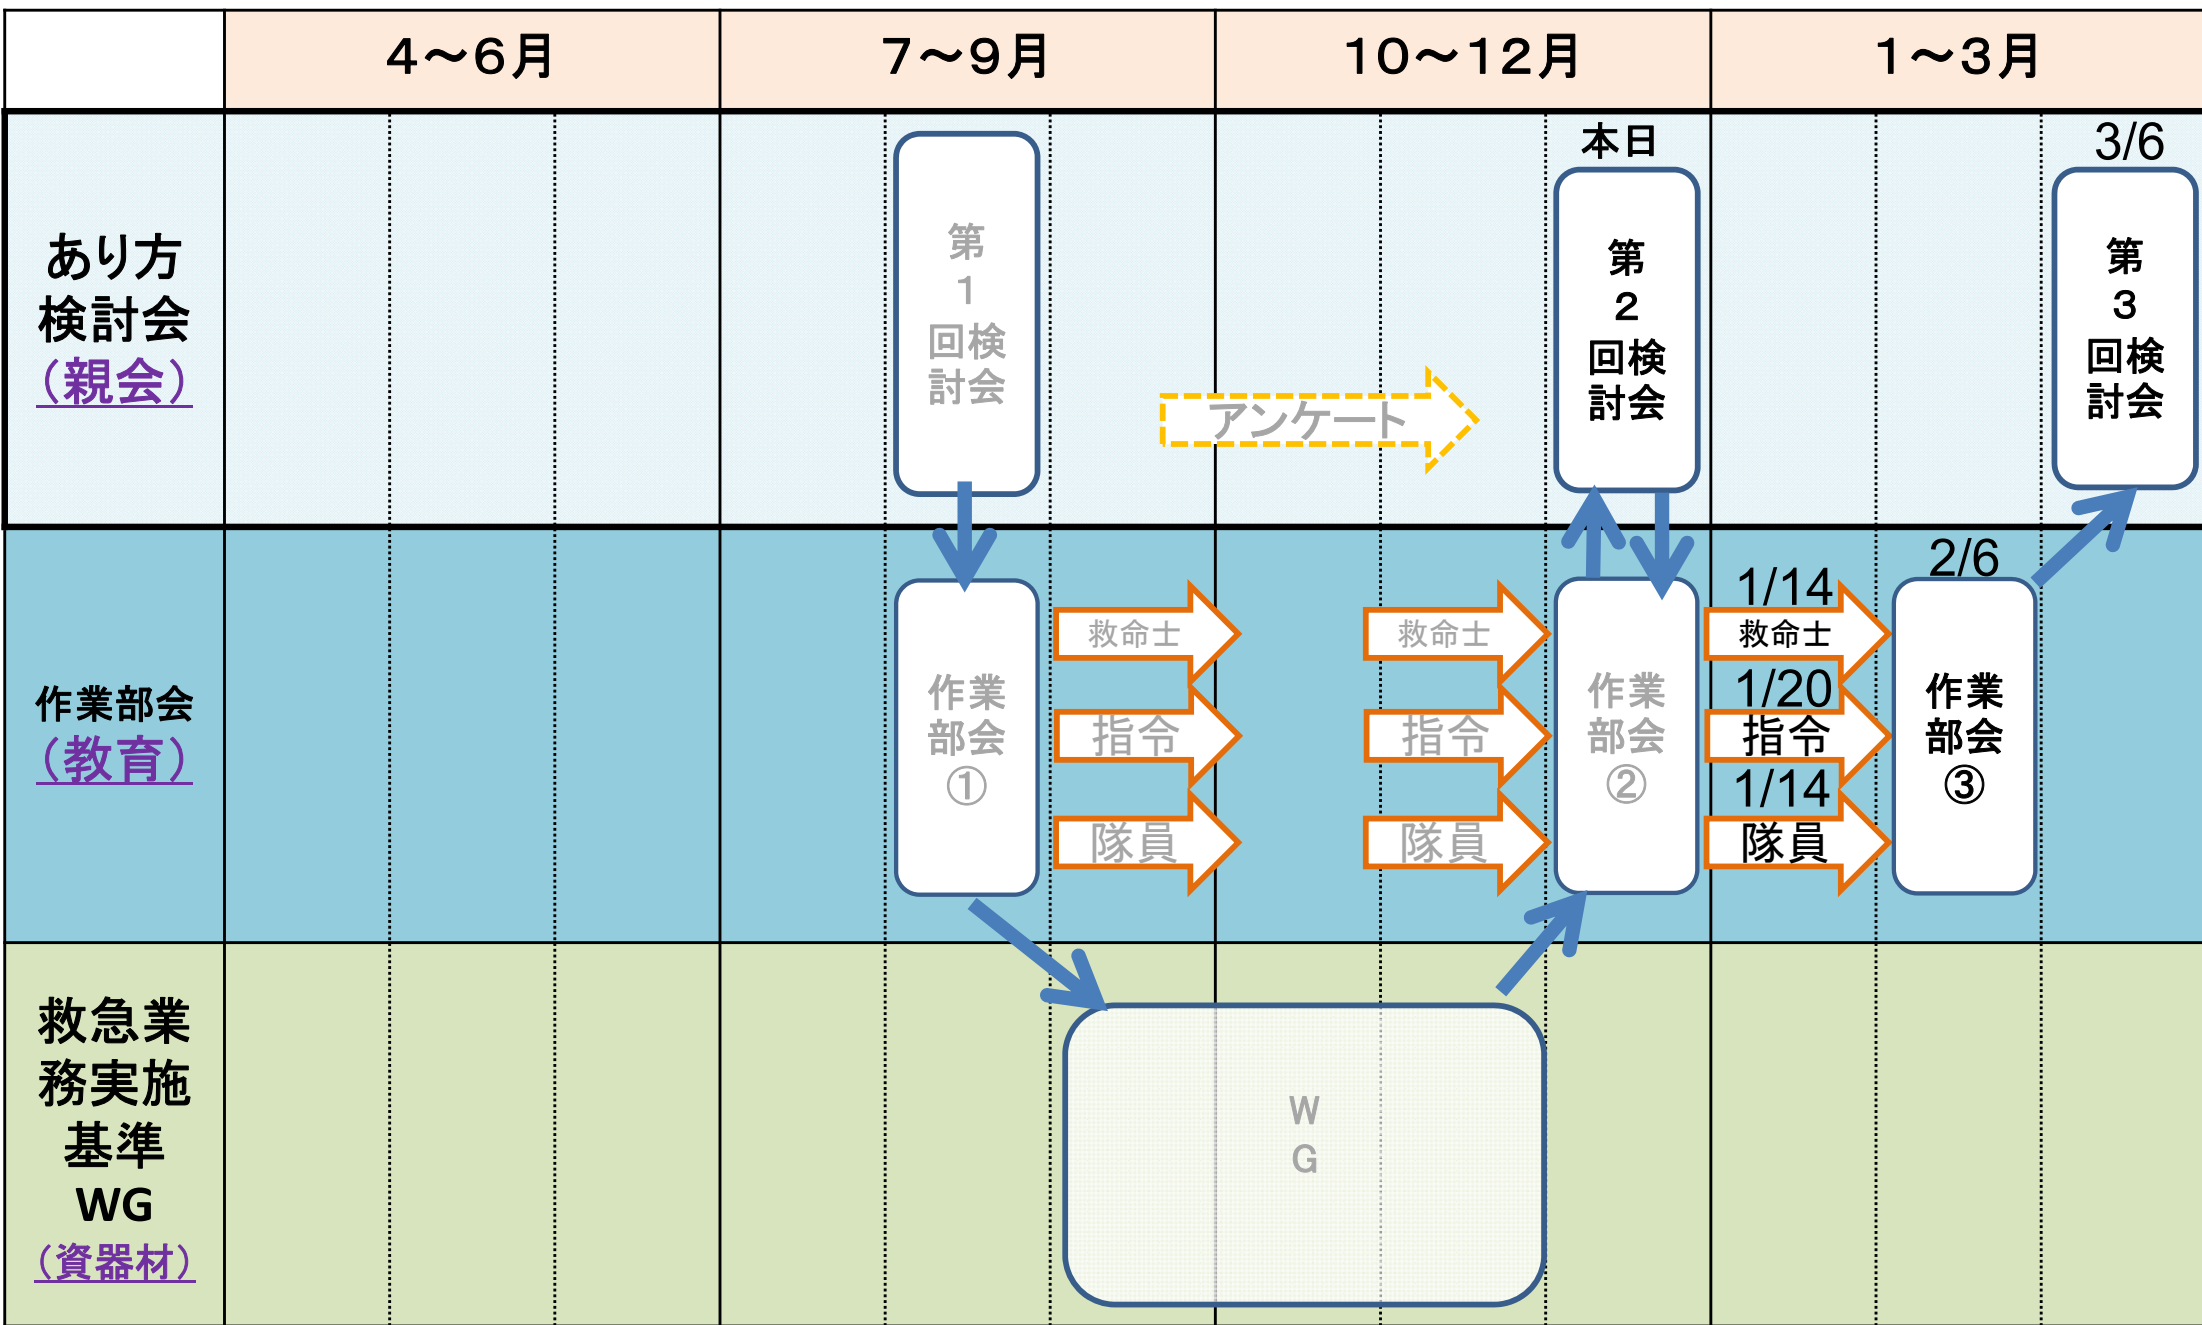 4～6月
7～9月
10～12月
1～3月
あり方
検討会
（親会）
第
1
回検
討会
アンケート
本日
第
2
回検
討会
3/6
第
3
回検
討会
作業部会
（教育）
作業
部会
①
救命士
指令
隊員
救命士
指令
隊員
作業
部会
②
1/14
救命士
1/20
指令
1/14
隊員
2/6
作業
部会
③
救急業
務実施
基準
WG
（資器材）
W
G